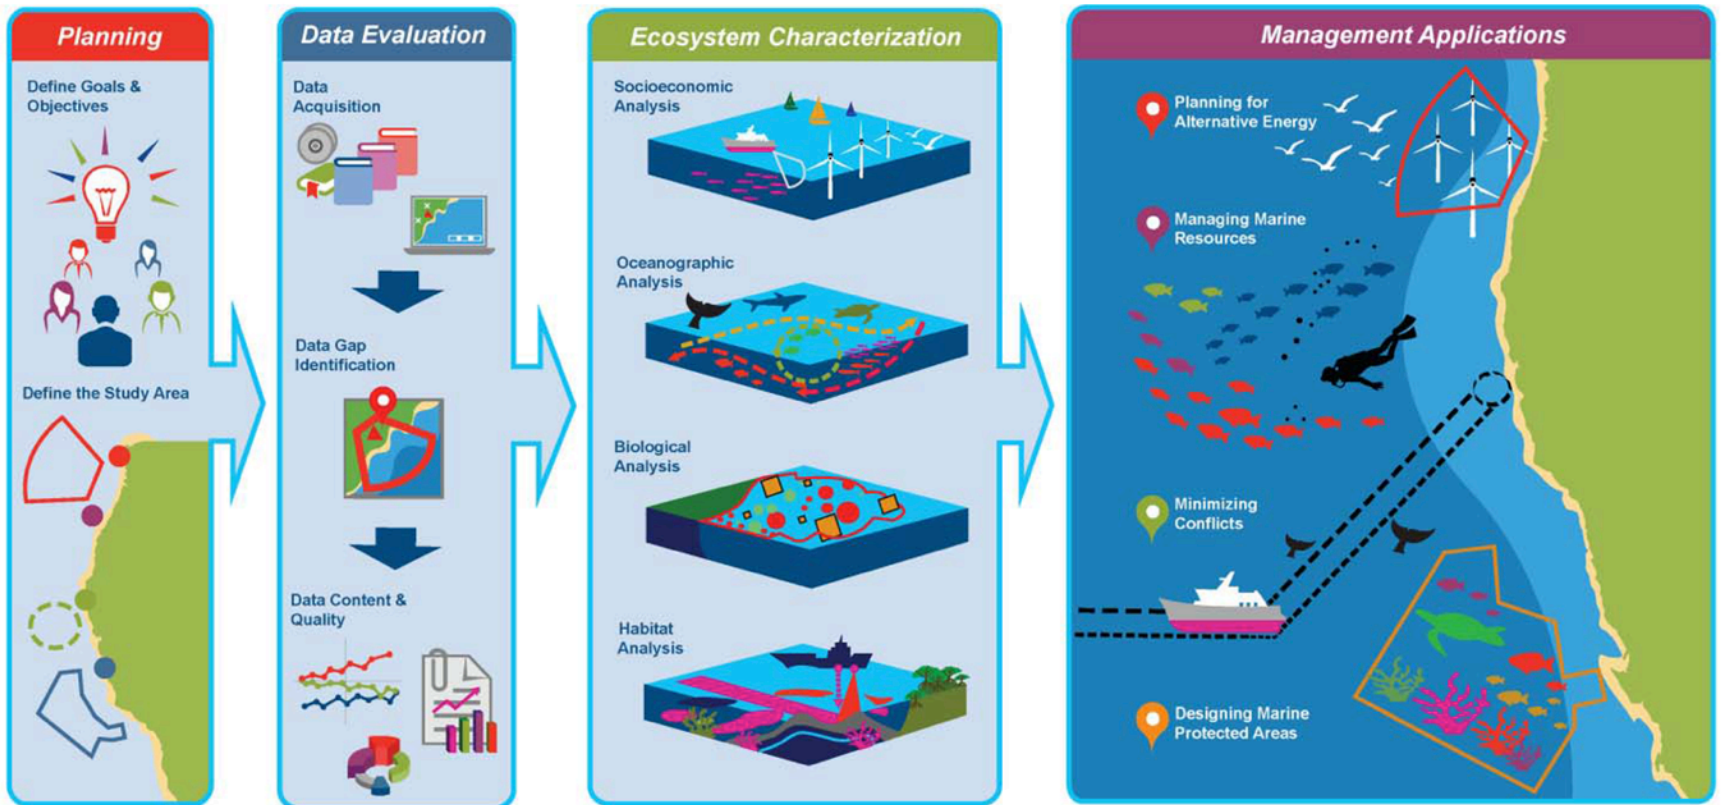 Planning
Define Goals &
Objectives
Define the Study Area
Data Evaluation
Data
Acquisition
Data Gap
Identification
Data Content &
Quality
Ecosystem Characterization
Socioeconomic
Analysis
Oceanographic
Analysis
Biological
Analysis
Habitat
Analysis
Management Applications
Planning for
Alternative Energy
Managing Marine
Resources
Minimizing
Conflicts
Designing Marine
Protected Areas